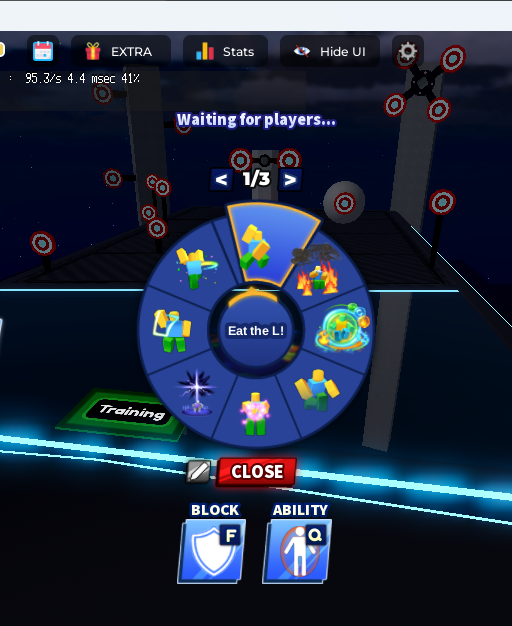 EXTRA
Stats
Hide UI
: 95.3/s 4.4 msec 41%
Waiting for players...
< 1/3 >
Eat the L!
Training
CLOSE
BLOCK
ABILITY
F
Q